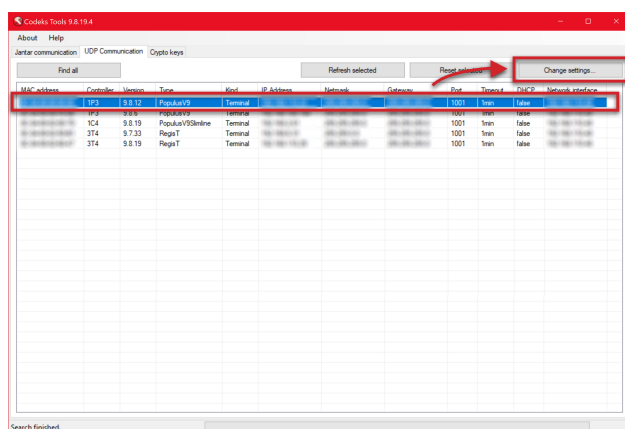 Codeks Tools 9.8.19.4
About Help
Jantar communication UDP Communication Crypto keys
Find all Refresh selected Reset selected Change settings...
MAC address Controller Version Type Kind IP Address Netmask Gateway Port Timeout DHCP Network interface
1P3 9.8.12 PopulusV9 Terminal 1001 1min false
1P3 9.8.6 PopulusV9 Terminal 1001 1min false
1C4 9.8.19 PopulusV9Slimline Terminal 1001 1min false
3T4 9.7.33 RegisT Terminal 1001 1min false
3T4 9.8.19 RegisT Terminal 1001 1min false
Search finished.